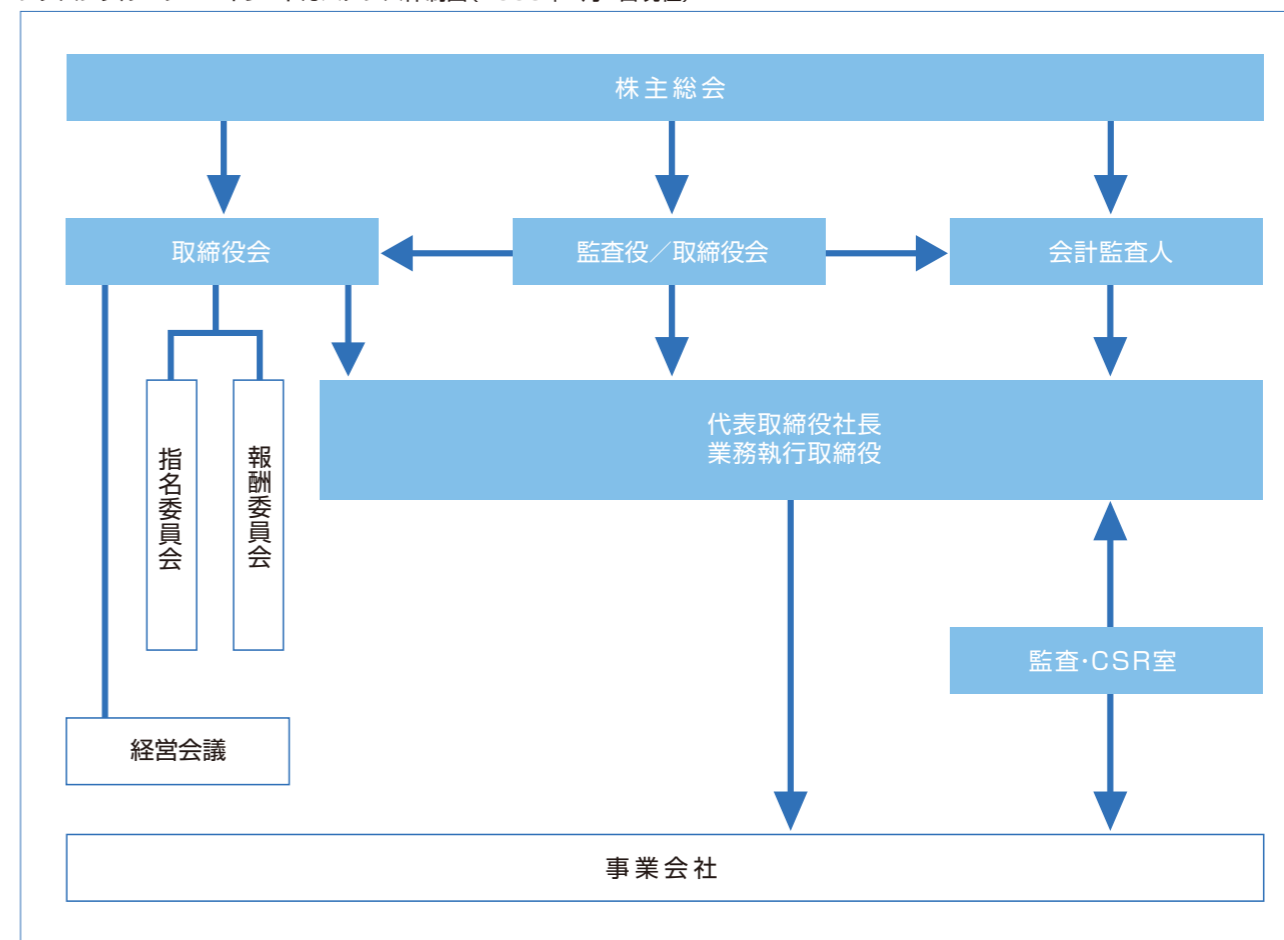 株主総会
取締役会
監査役／取締役会
会計監査人
代表取締役社長
業務執行取締役
指名委員会
報酬委員会
監査・CSR室
経営会議
事業会社